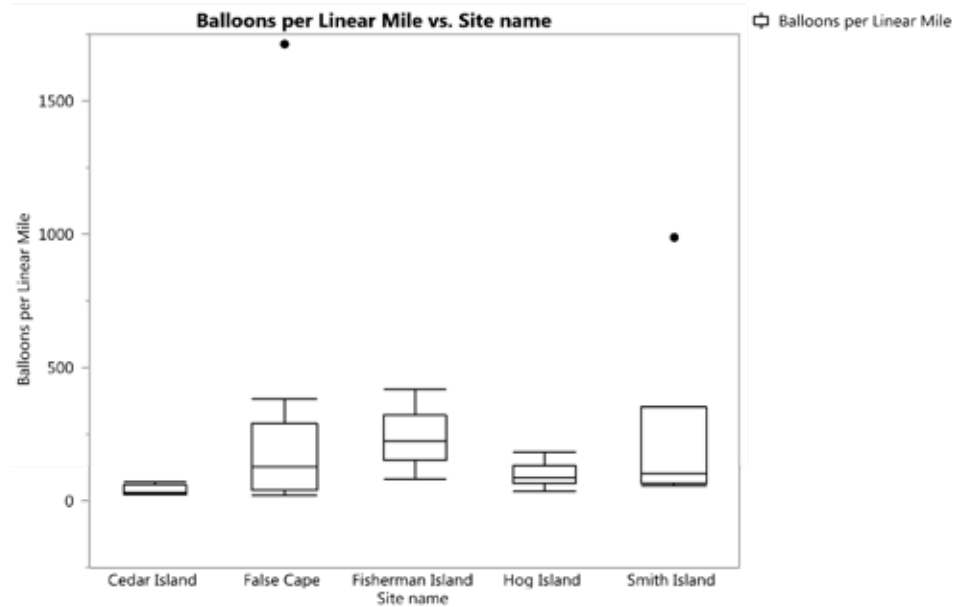 Balloons per Linear Mile vs. Site name
Balloons per Linear Mile
1500
1000
500
0
Balloons per Linear Mile
Cedar Island
False Cape
Fisherman Island
Hog Island
Smith Island
Site name